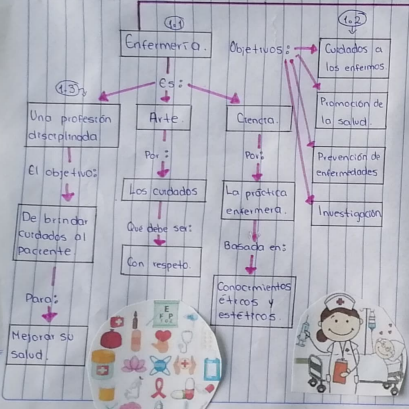 1.1
Enfermería.
Es:
1.3
Una profesión
disciplinada
El objetivo:
De brindar
cuidados al
paciente
Para:
Mejorar su
salud.
Arte
Por:
Los cuidados
Que debe ser:
Con respeto.
Ciencia.
Por:
La práctica
enfermera.
Basada en:
Conocimientos
éticos y
estéticos.
1.2
Objetivos:
Cuidados a
los enfermos
Promoción de
la salud.
Prevención de
enfermedades
Investigación
E
F P